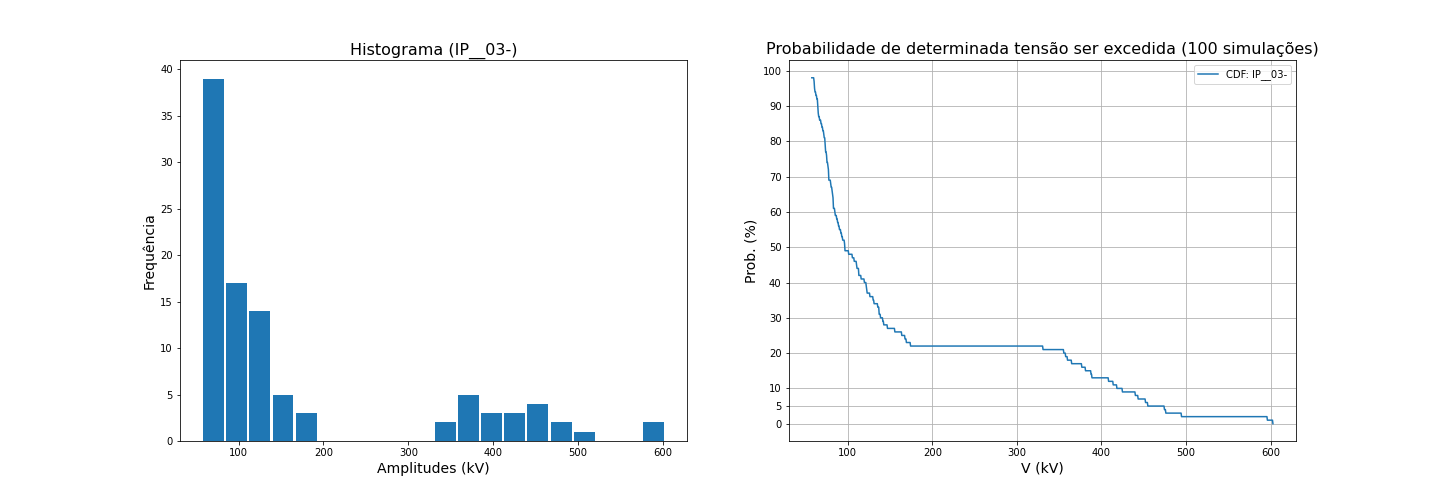 Histograma (IP__03-)
40
35
30
25
20
15
10
5
0
Frequência
100 200 300 400 500 600
Amplitudes (kV)
Probabilidade de determinada tensão ser excedida (100 simulações)
CDF: IP__03-
100
90
80
70
60
50
40
30
20
10
5
0
Prob. (%)
100 200 300 400 500 600
V (kV)